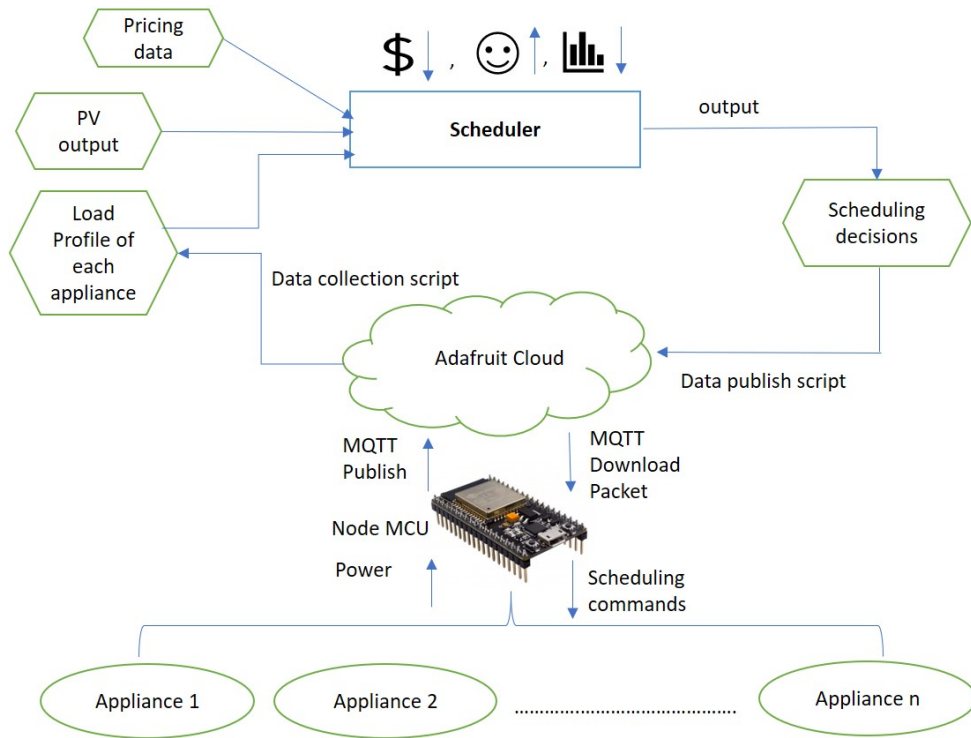 Pricing
data
$ , ,
PV
output
Scheduler
output
Load
Profile of
each
appliance
Scheduling
decisions
Data collection script
Adafruit Cloud
Data publish script
MQTT
Publish
MQTT
Download
Packet
Node MCU
Power
Scheduling
commands
Appliance 1
Appliance 2
........................................
Appliance n